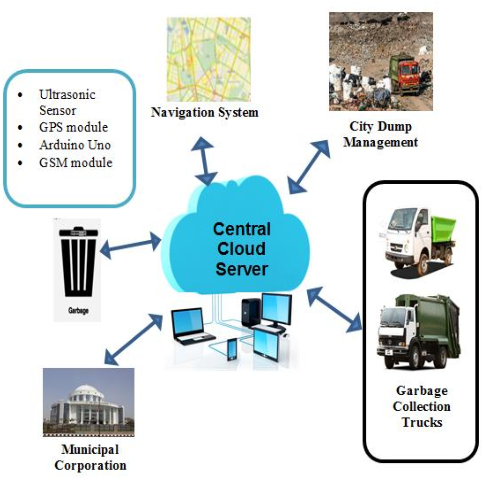 Navigation System
City Dump
Management
• Ultrasonic
Sensor
• GPS module
• Arduino Uno
• GSM module
Central
Cloud
Server
Garbage
Garbage
Collection
Trucks
Municipal
Corporation